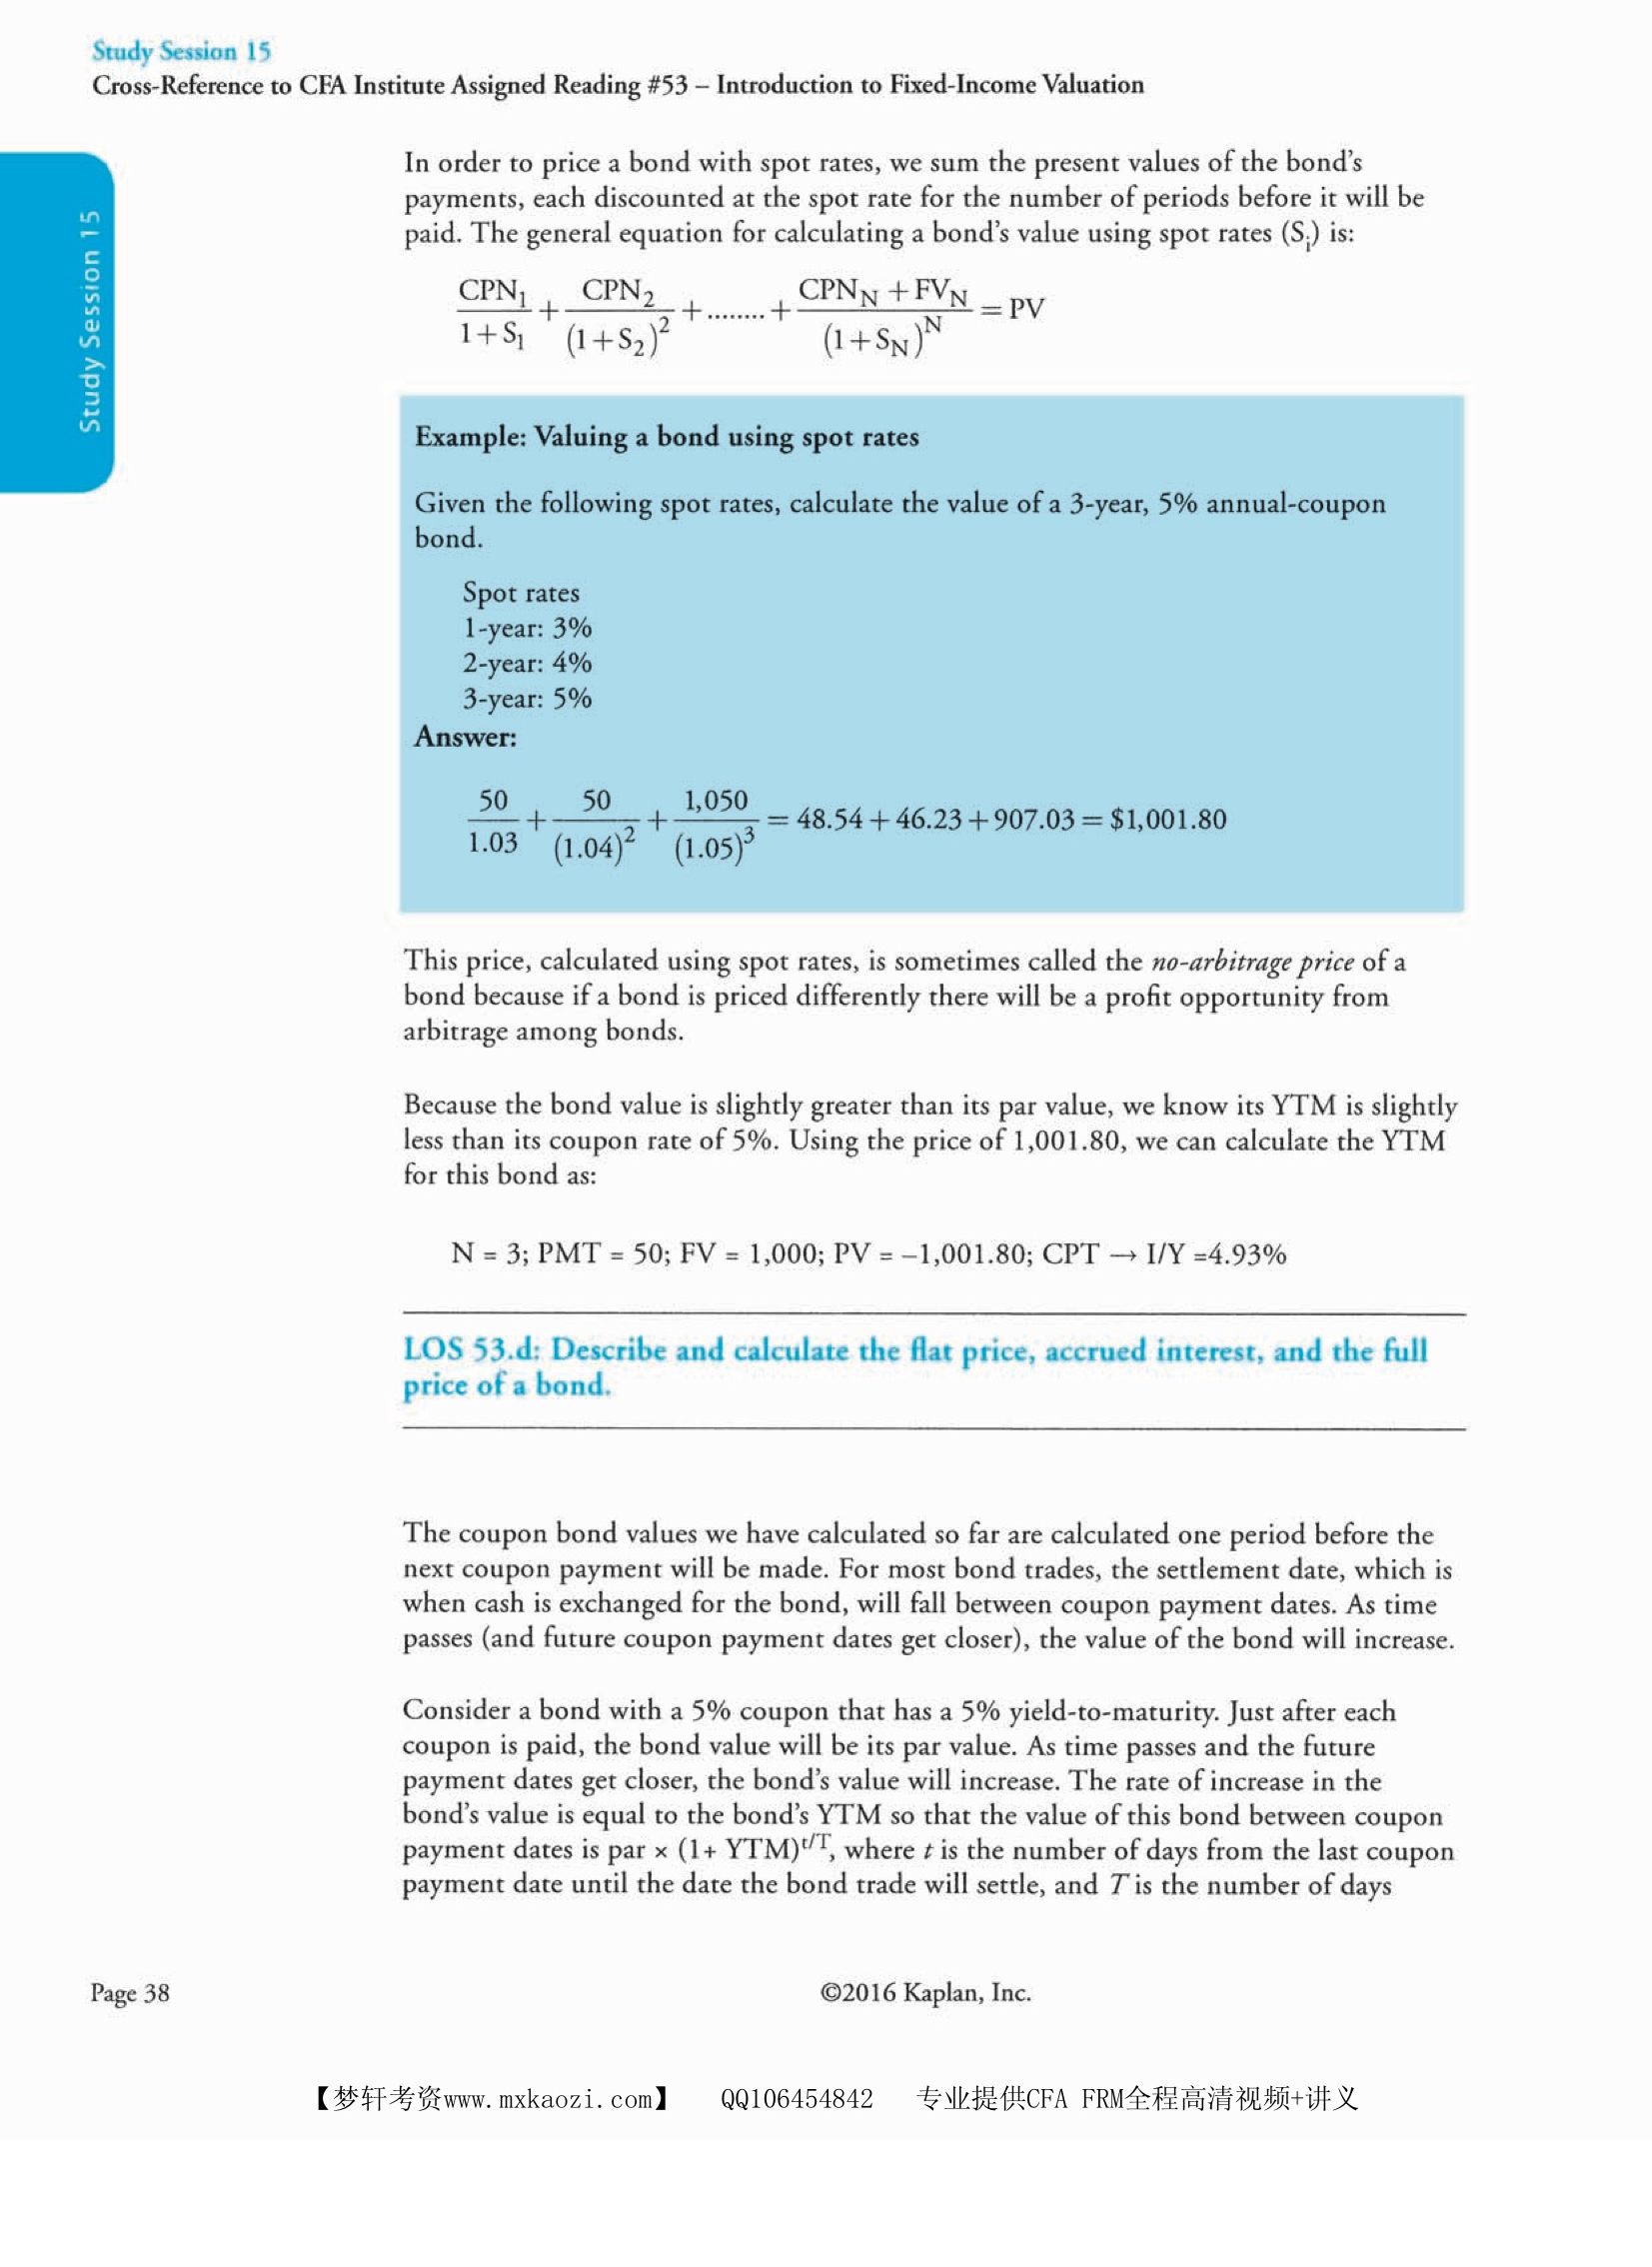 Study Session 15
Cross-Reference to CFA Institute Assigned Reading #53 – Introduction to Fixed-Income Valuation
Study Session 15
In order to price a bond with spot rates, we sum the present values of the bond's
payments, each discounted at the spot rate for the number of periods before it will be
paid. The general equation for calculating a bond's value using spot rates (Sᵢ) is:
CPN₁/(1+S₁) + CPN₂/(1+S₂)² + ........ + (CPN_N + FV_N)/(1+S_N)^N = PV
Example: Valuing a bond using spot rates
Given the following spot rates, calculate the value of a 3-year, 5% annual-coupon
bond.
Spot rates
1-year: 3%
2-year: 4%
3-year: 5%
Answer:
50/1.03 + 50/(1.04)² + 1,050/(1.05)³ = 48.54 + 46.23 + 907.03 = $1,001.80
This price, calculated using spot rates, is sometimes called the no-arbitrage price of a
bond because if a bond is priced differently there will be a profit opportunity from
arbitrage among bonds.
Because the bond value is slightly greater than its par value, we know its YTM is slightly
less than its coupon rate of 5%. Using the price of 1,001.80, we can calculate the YTM
for this bond as:
N = 3; PMT = 50; FV = 1,000; PV = –1,001.80; CPT → I/Y =4.93%
LOS 53.d: Describe and calculate the flat price, accrued interest, and the full
price of a bond.
The coupon bond values we have calculated so far are calculated one period before the
next coupon payment will be made. For most bond trades, the settlement date, which is
when cash is exchanged for the bond, will fall between coupon payment dates. As time
passes (and future coupon payment dates get closer), the value of the bond will increase.
Consider a bond with a 5% coupon that has a 5% yield-to-maturity. Just after each
coupon is paid, the bond value will be its par value. As time passes and the future
payment dates get closer, the bond's value will increase. The rate of increase in the
bond's value is equal to the bond's YTM so that the value of this bond between coupon
payment dates is par × (1+ YTM)^t/T, where t is the number of days from the last coupon
payment date until the date the bond trade will settle, and T is the number of days
Page 38
©2016 Kaplan, Inc.
【梦轩考资www.mxkaozi.com】 QQ106454842 专业提供CFA FRM全程高清视频+讲义